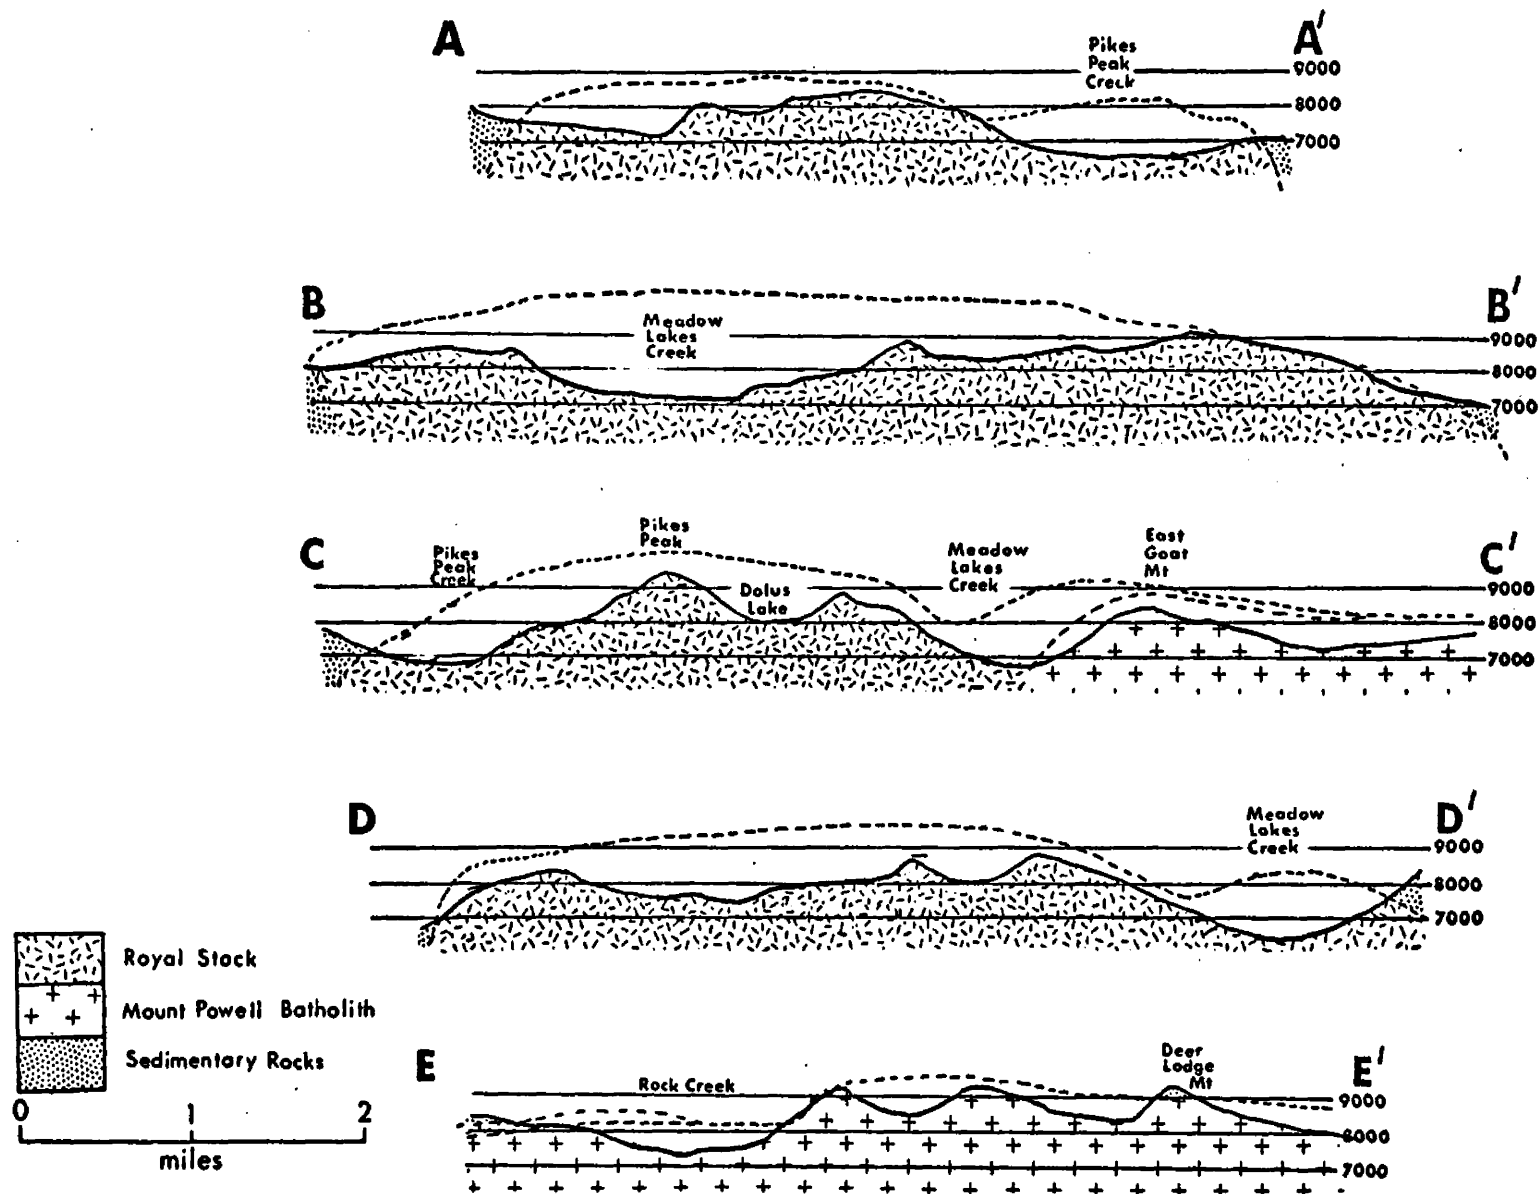 A
A′
Pikes
Peak
Creek
9000
8000
7000
B
B′
Meadow
Lakes
Creek
9000
8000
7000
C
C′
Pikes
Peak
Creek
Pikes
Peak
Dolus
Lake
Meadow
Lakes
Creek
East
Goat
Mt
9000
8000
7000
D
D′
Meadow
Lakes
Creek
9000
8000
7000
Royal Stock
Mount Powell Batholith
Sedimentary Rocks
0 1 2
miles
E
E′
Rock Creek
Deer
Lodge
Mt
9000
8000
7000